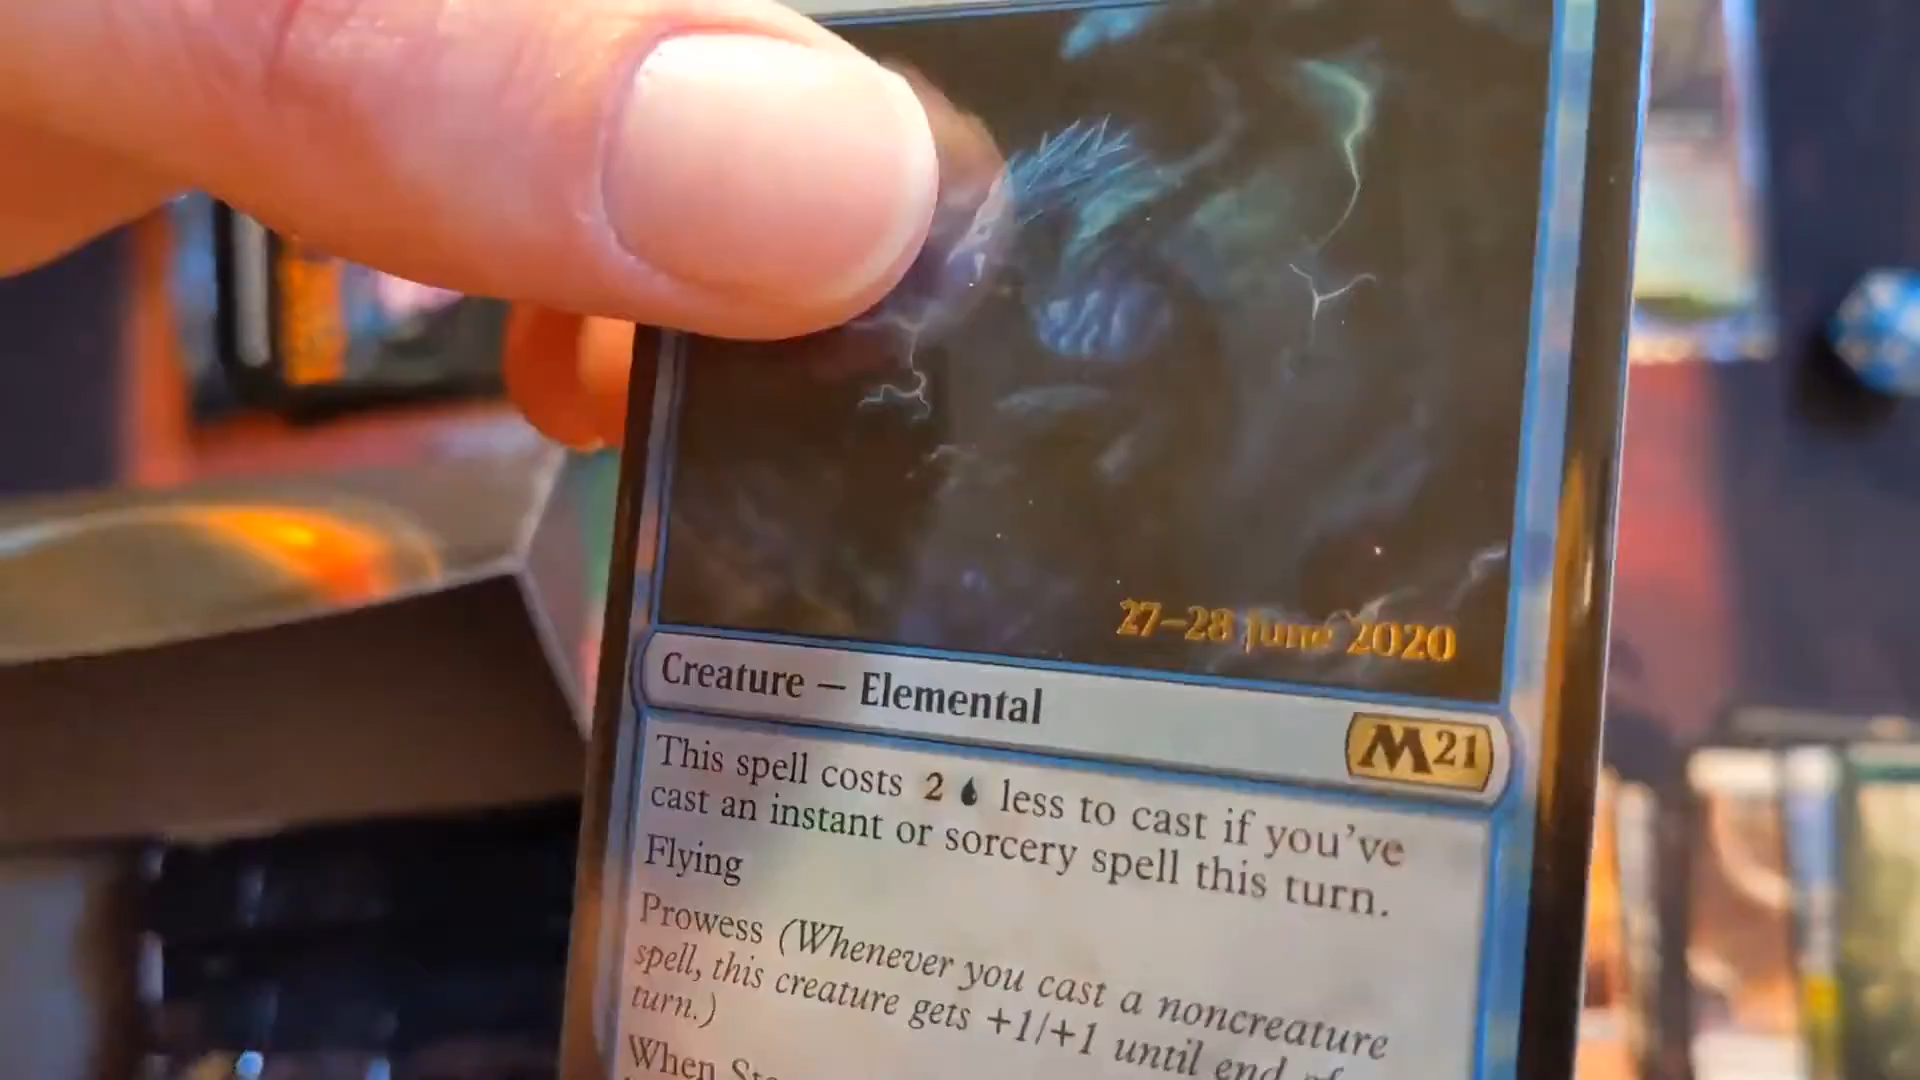 27–28 June 2020
Creature – Elemental
M21
This spell costs 2 less to cast if you've
cast an instant or sorcery spell this turn.
Flying
Prowess (Whenever you cast a noncreature
spell, this creature gets +1/+1 until end of
turn.)
When